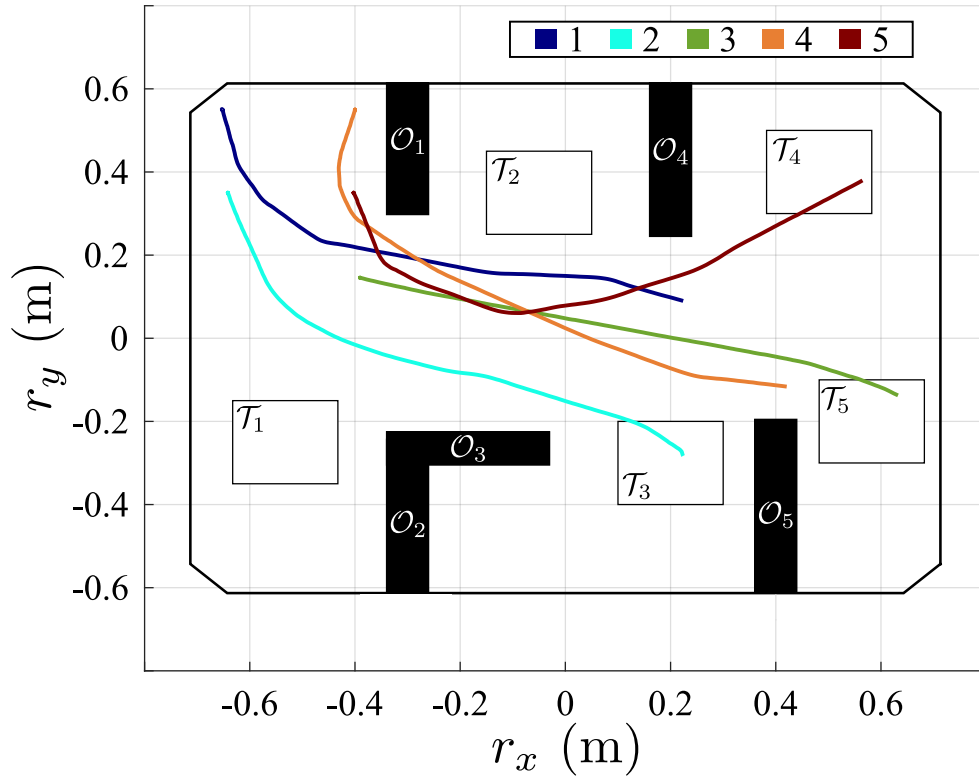 1 2 3 4 5
0.6
0.4
0.2
0
-0.2
-0.4
-0.6
r_y (m)
𝒪₁
𝒪₄
𝒯₂
𝒯₄
𝒯₁
𝒪₃
𝒯₃
𝒯₅
𝒪₂
𝒪₅
-0.6 -0.4 -0.2 0 0.2 0.4 0.6
r_x (m)